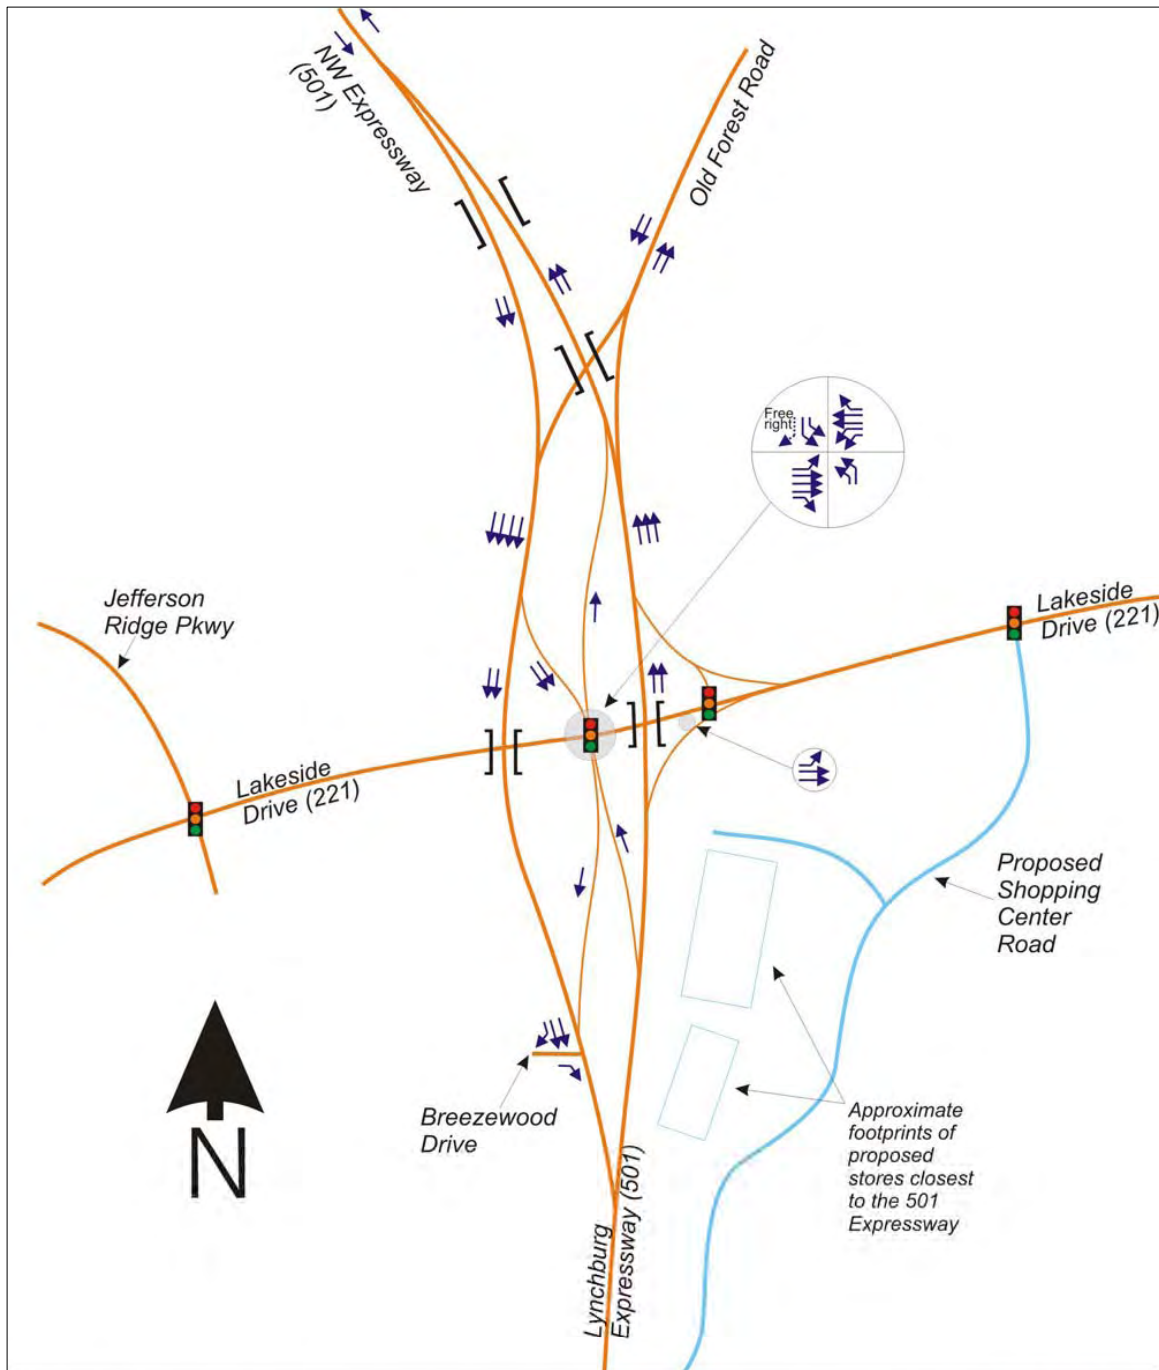 NW Expressway
(501)
Old Forest Road
Free
right
Jefferson
Ridge Pkwy
Lakeside
Drive (221)
Lakeside
Drive (221)
Proposed
Shopping
Center
Road
Breezewood
Drive
Approximate
footprints of
proposed
stores closest
to the 501
Expressway
N
Lynchburg
Expressway (501)